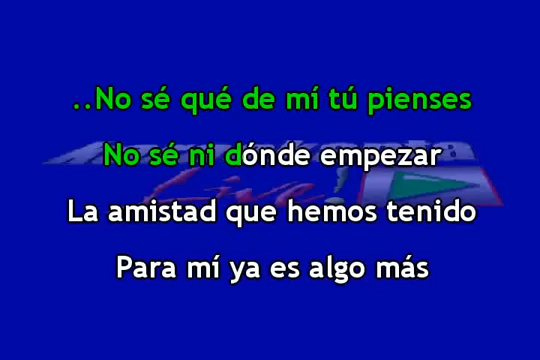 ..No sé qué de mí tú pienses
No sé ni dónde empezar
La amistad que hemos tenido
Para mí ya es algo más
Live!